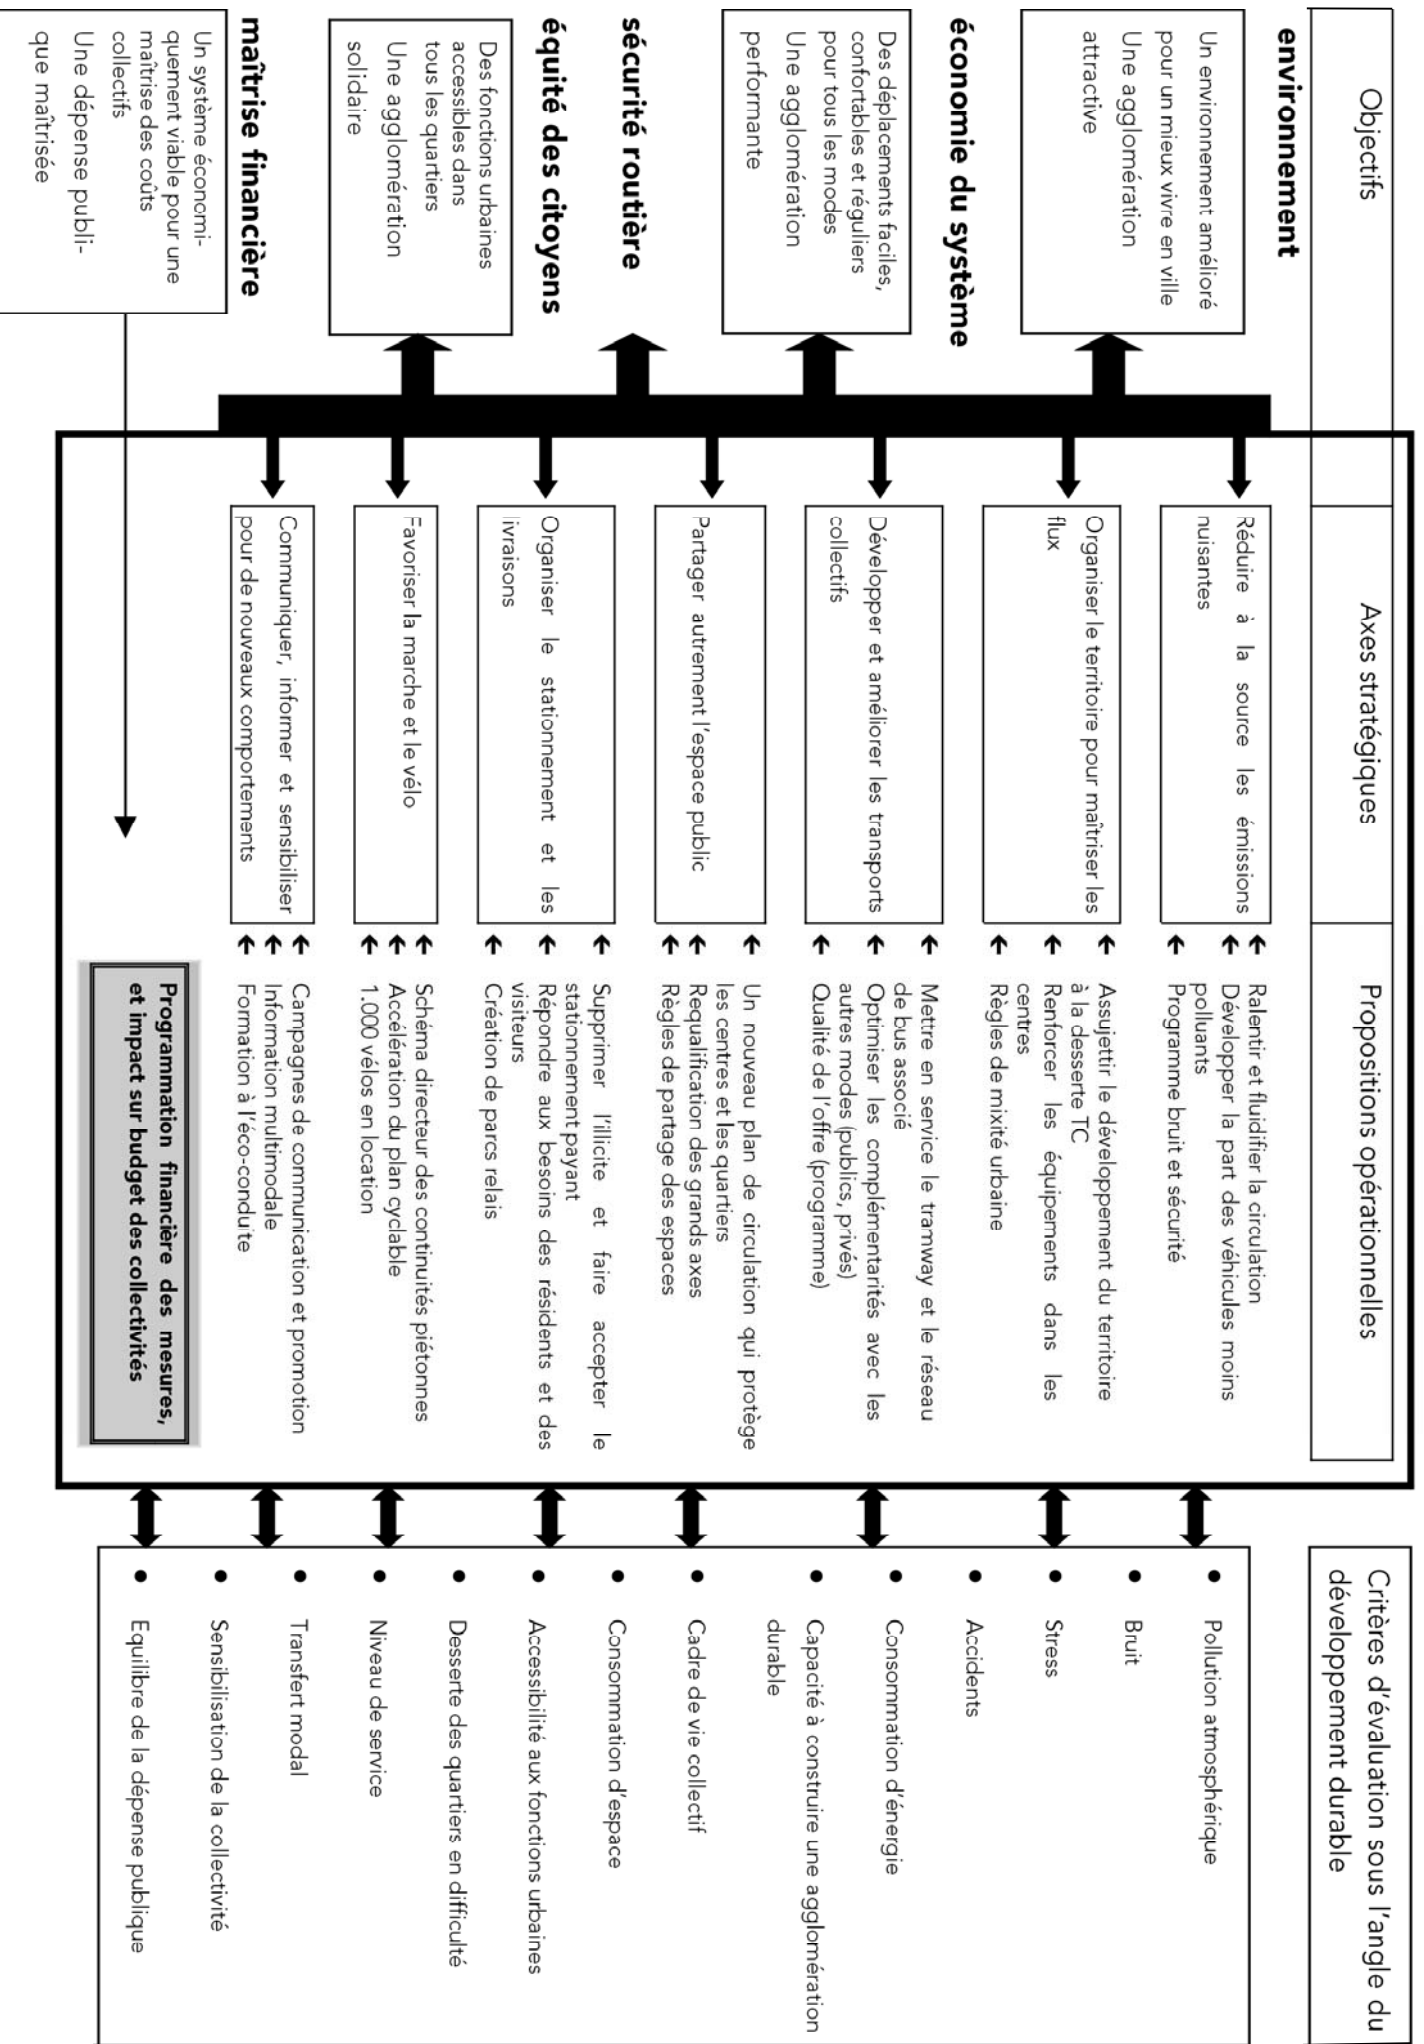 Objectifs
Axes stratégiques
Propositions opérationnelles
Critères d'évaluation sous l'angle du
développement durable
environnement
Un environnement amélioré
pour un mieux vivre en ville
Une agglomération
attractive
économie du système
Des déplacements faciles,
confortables et réguliers
pour tous les modes
Une agglomération
performante
sécurité routière
équité des citoyens
Des fonctions urbaines
accessibles dans
tous les quartiers
Une agglomération
solidaire
maîtrise financière
Un système économi-
quement viable pour une
maîtrise des coûts
collectifs
Une dépense publi-
que maîtrisée
Réduire à la source les émissions
nuisantes
Organiser le territoire pour maîtriser les
flux
Développer et améliorer les transports
collectifs
Partager autrement l'espace public
Organiser le stationnement et les
livraisons
Favoriser la marche et le vélo
Communiquer, informer et sensibiliser
pour de nouveaux comportements
← Ralentir et fluidifier la circulation
← Développer la part des véhicules moins
polluants
← Programme bruit et sécurité
← Assujettir le développement du territoire
à la desserte TC
← Renforcer les équipements dans les
centres
← Règles de mixité urbaine
← Mettre en service le tramway et le réseau
de bus associé
← Optimiser les complémentarités avec les
autres modes (publics, privés)
← Qualité de l'offre (programme)
← Un nouveau plan de circulation qui protège
les centres et les quartiers
← Requalification des grands axes
← Règles de partage des espaces
← Supprimer l'illicite et faire accepter le
stationnement payant
← Répondre aux besoins des résidents et des
visiteurs
← Création de parcs relais
← Schéma directeur des continuités piétonnes
← Accélération du plan cyclable
← 1.000 vélos en location
← Campagnes de communication et promotion
← Information multimodale
← Formation à l'éco-conduite
Programmation financière des mesures,
et impact sur budget des collectivités
• Pollution atmosphérique
• Bruit
• Stress
• Accidents
• Consommation d'énergie
• Capacité à construire une agglomération
durable
• Cadre de vie collectif
• Consommation d'espace
• Accessibilité aux fonctions urbaines
• Desserte des quartiers en difficulté
• Niveau de service
• Transfert modal
• Sensibilisation de la collectivité
• Equilibre de la dépense publique